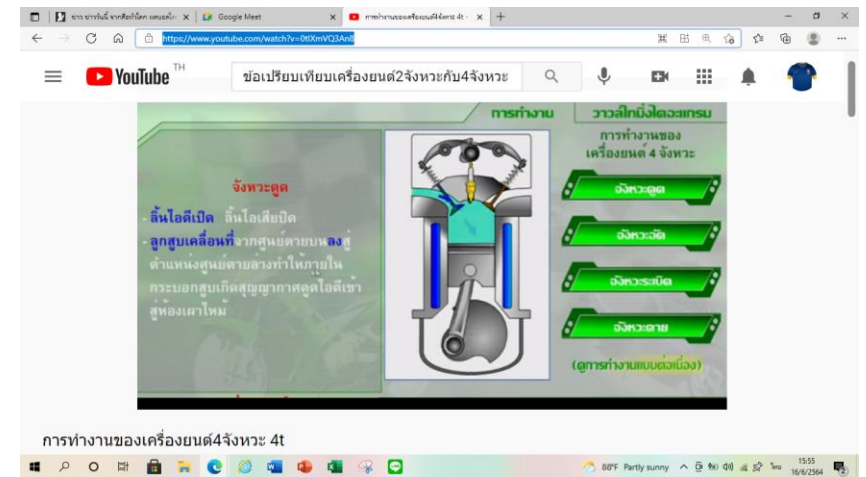 Google Meet
https://www.youtube.com/watch?v=0tIXmVQ3An8
YouTube TH
ข้อเปรียบเทียบเครื่องยนต์2จังหวะกับ4จังหวะ
การทำงาน
วาวล์ไทมิ่งไดอะแกรม
การทำงานของ
เครื่องยนต์ 4 จังหวะ
จังหวะดูด
- ลิ้นไอดีเปิด ลิ้นไอเสียปิด
- ลูกสูบเคลื่อนที่จากศูนย์ตายบนลงสู่
ตำแหน่งศูนย์ตายล่างทำให้ภายใน
กระบอกสูบเกิดสุญญากาศดูดไอดีเข้า
สู่ห้องเผาไหม้
จังหวะดูด
จังหวะอัด
จังหวะระเบิด
จังหวะคาย
(ดูการทำงานแบบต่อเนื่อง)
การทำงานของเครื่องยนต์4จังหวะ 4t
88°F Partly sunny
ไทย
15:55
16/6/2564